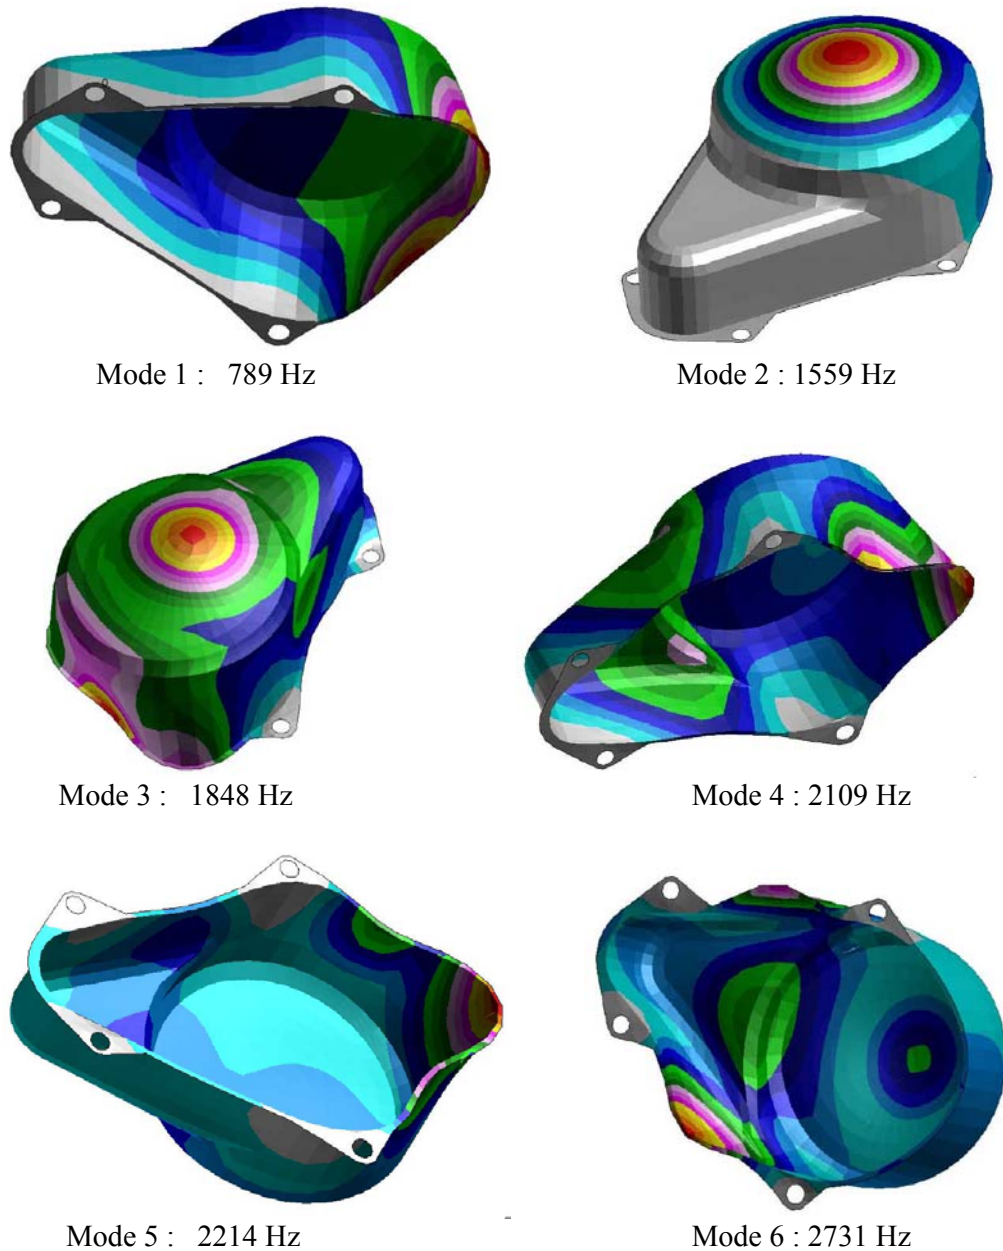 Mode 1 :   789 Hz
Mode 2 : 1559 Hz
Mode 3 :   1848 Hz
Mode 4 : 2109 Hz
Mode 5 :   2214 Hz
Mode 6 : 2731 Hz